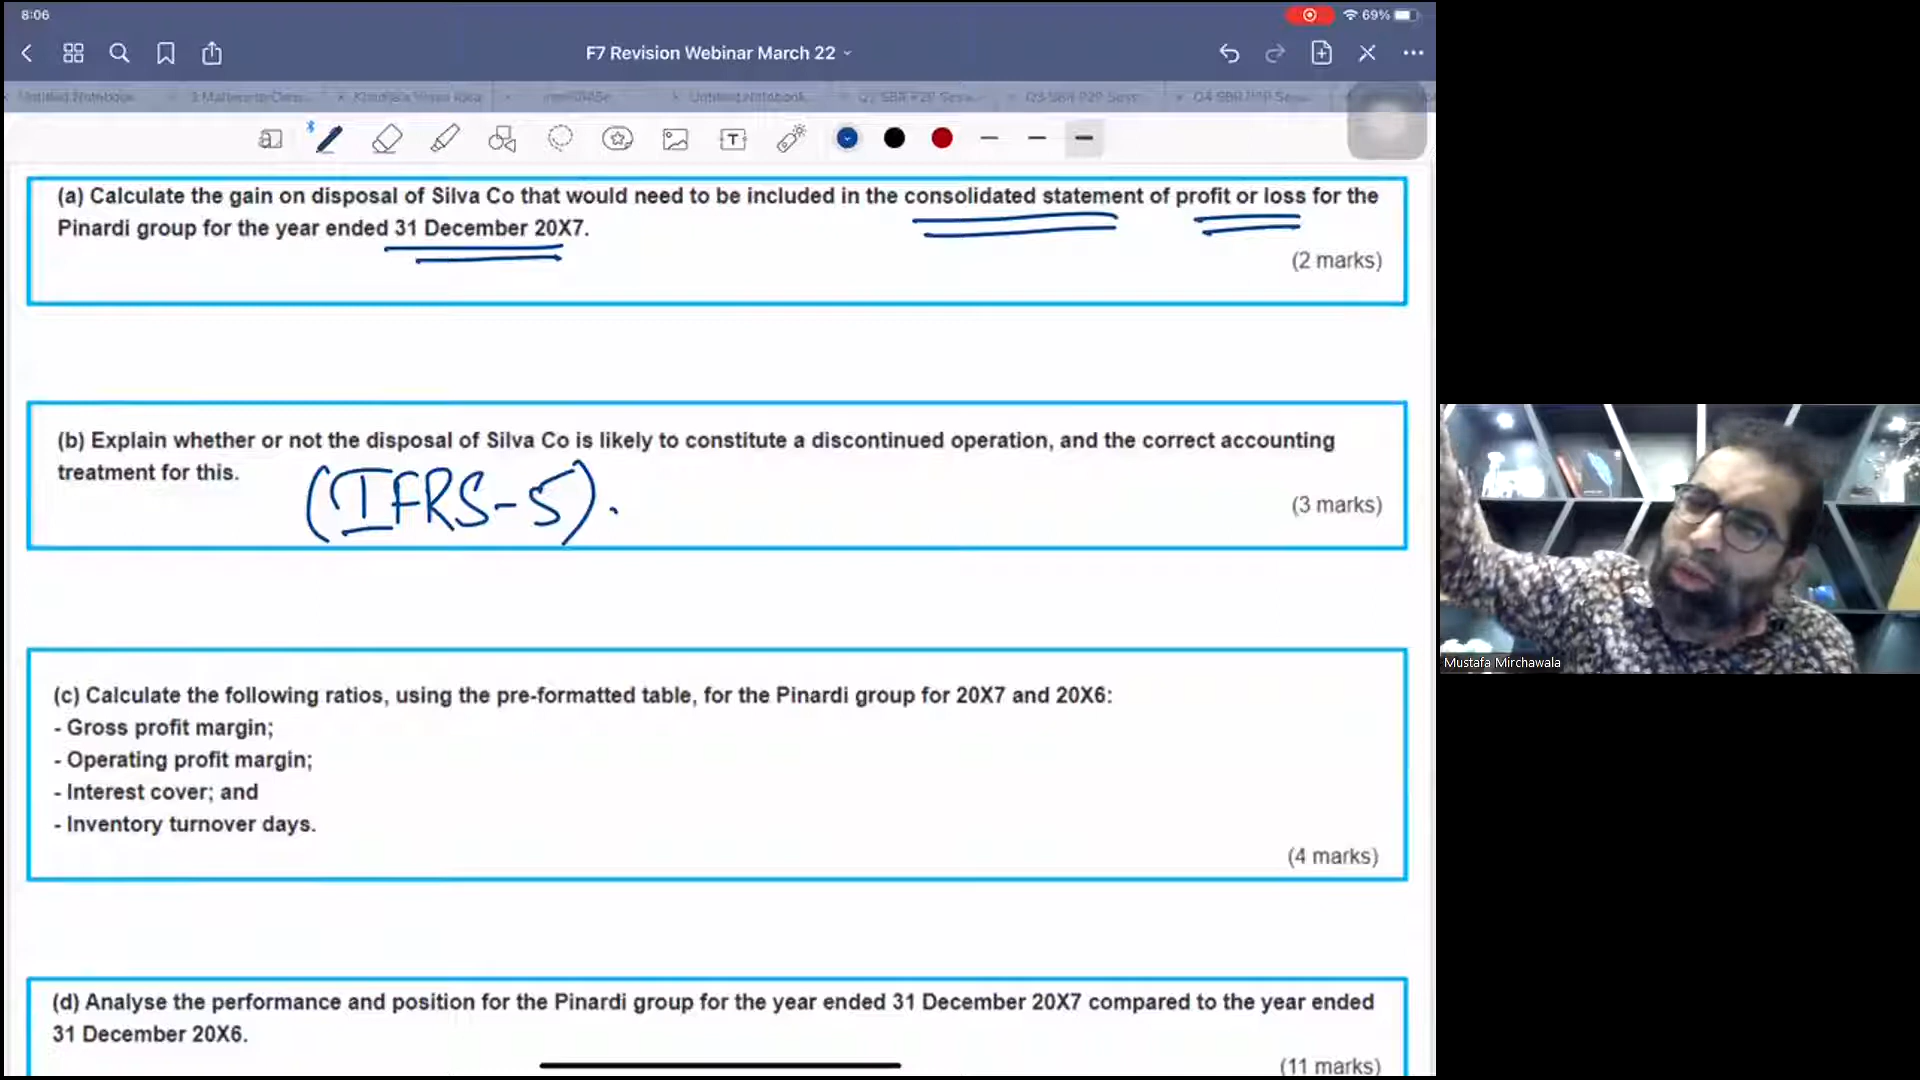 8:06
69%
F7 Revision Webinar March 22
Untitled Notebook
Untitled Notebook
(a) Calculate the gain on disposal of Silva Co that would need to be included in the consolidated statement of profit or loss for the
Pinardi group for the year ended 31 December 20X7.
(2 marks)
(b) Explain whether or not the disposal of Silva Co is likely to constitute a discontinued operation, and the correct accounting
treatment for this.
(IFRS-5).
(3 marks)
(c) Calculate the following ratios, using the pre-formatted table, for the Pinardi group for 20X7 and 20X6:
- Gross profit margin;
- Operating profit margin;
- Interest cover; and
- Inventory turnover days.
(4 marks)
(d) Analyse the performance and position for the Pinardi group for the year ended 31 December 20X7 compared to the year ended
31 December 20X6.
(11 marks)
Mustafa Mirchawala